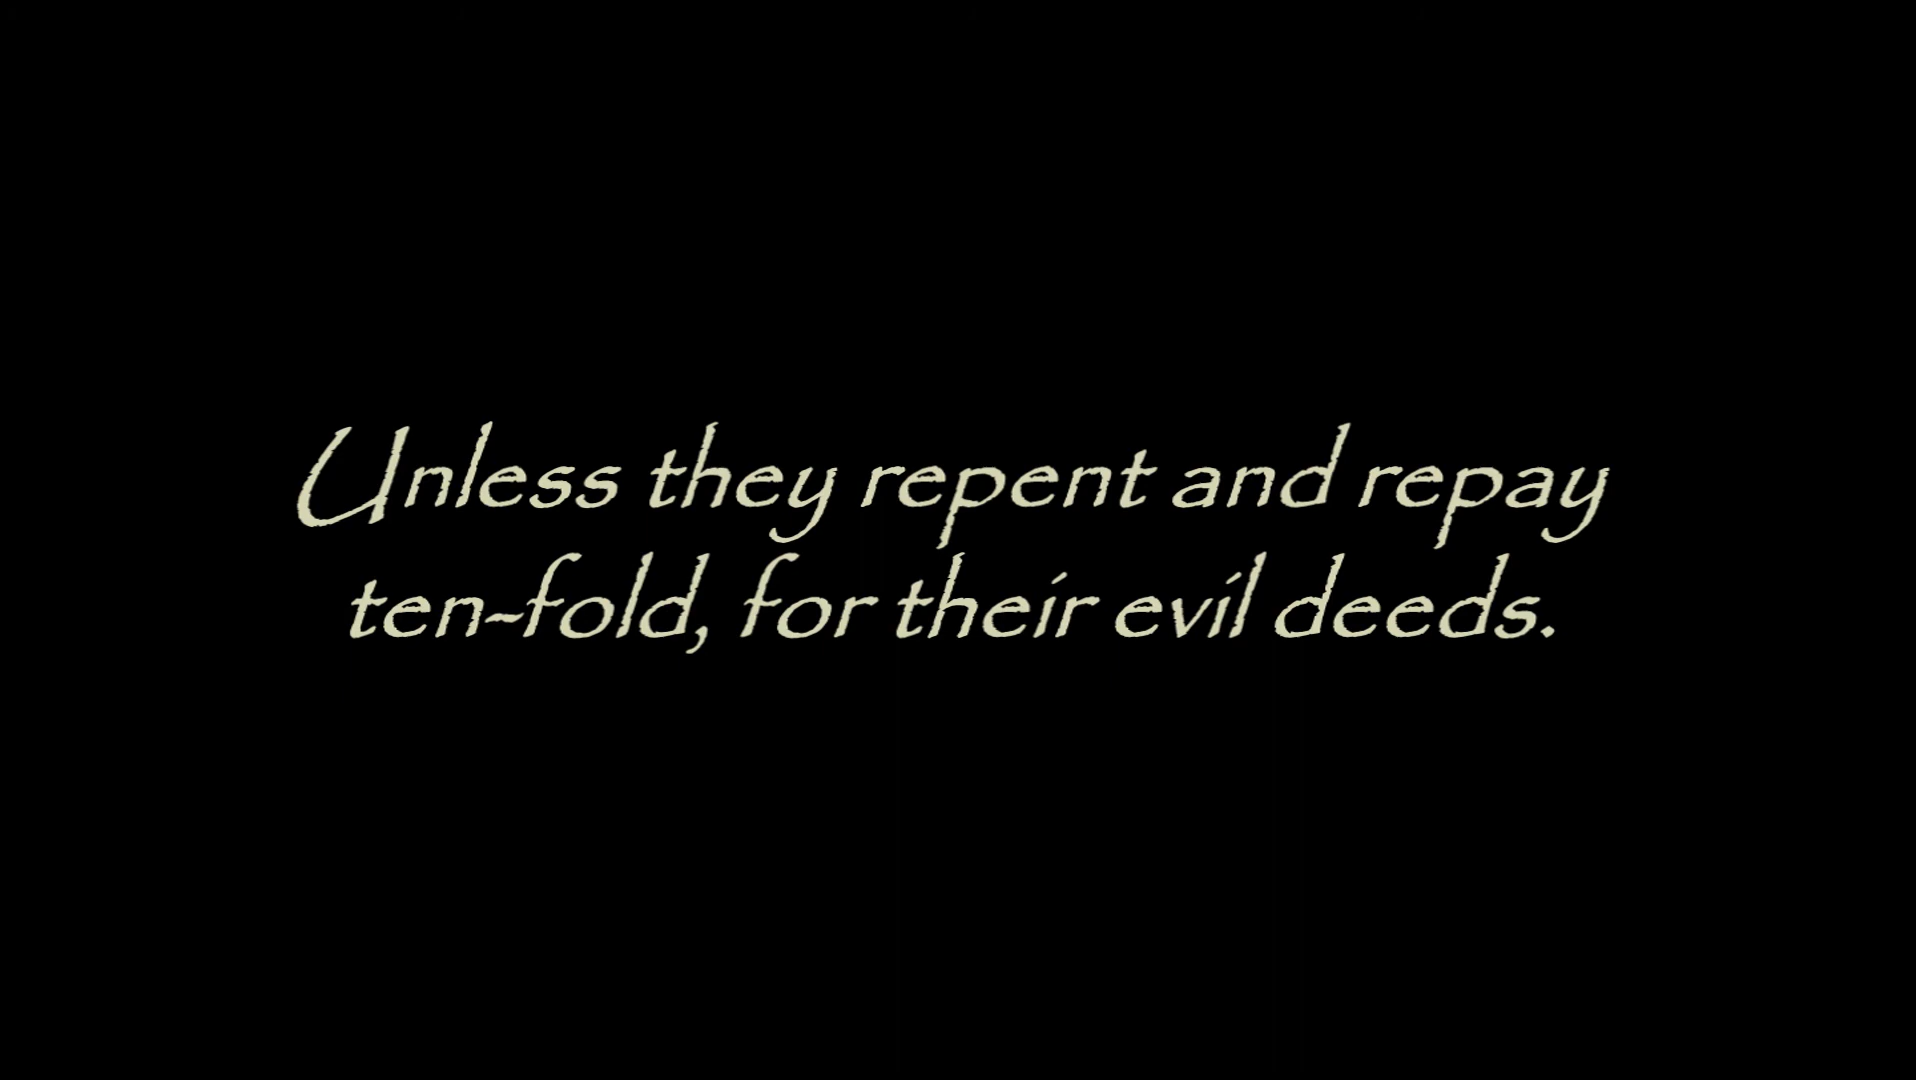 Unless they repent and repay
ten-fold, for their evil deeds.